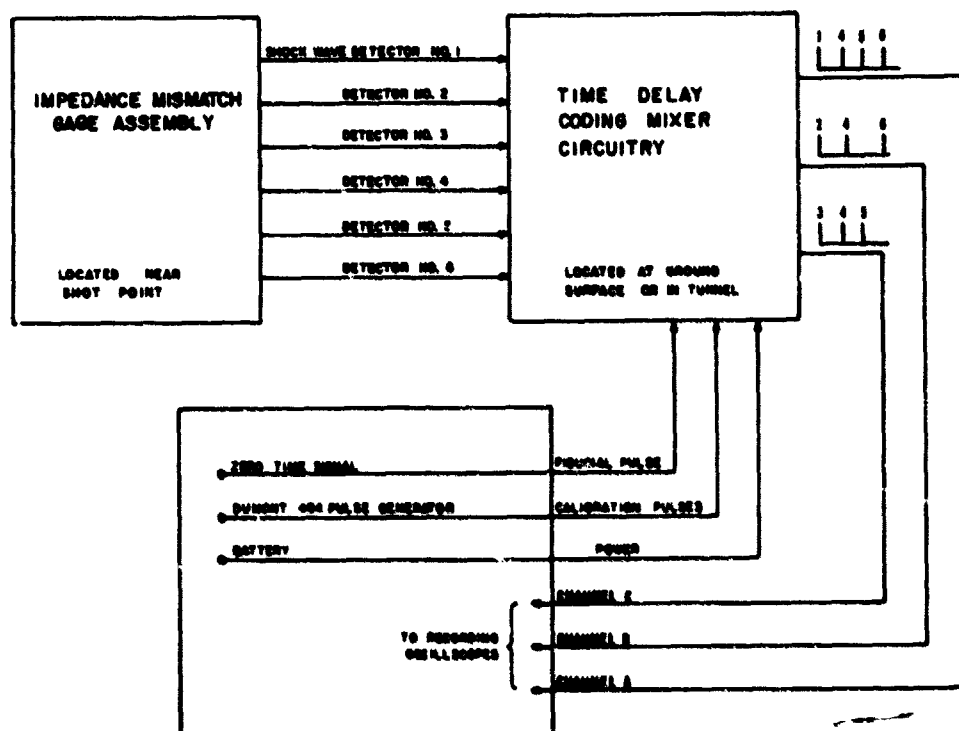 IMPEDANCE MISMATCH
GAGE ASSEMBLY
LOCATED NEAR
SHOT POINT
SHOCK WAVE DETECTOR NO. 1
DETECTOR NO. 2
DETECTOR NO. 3
DETECTOR NO. 4
DETECTOR NO. 5
DETECTOR NO. 6
TIME DELAY
CODING MIXER
CIRCUITRY
LOCATED AT GROUND
SURFACE OR IN TUNNEL
1 4 5 6
2 4 6
3 4 5
ZERO TIME SIGNAL
FIDUCIAL PULSE
DUMONT 404 PULSE GENERATOR
CALIBRATION PULSES
BATTERY
POWER
TO RECORDING
OSCILLSCOPES
CHANNEL C
CHANNEL B
CHANNEL A